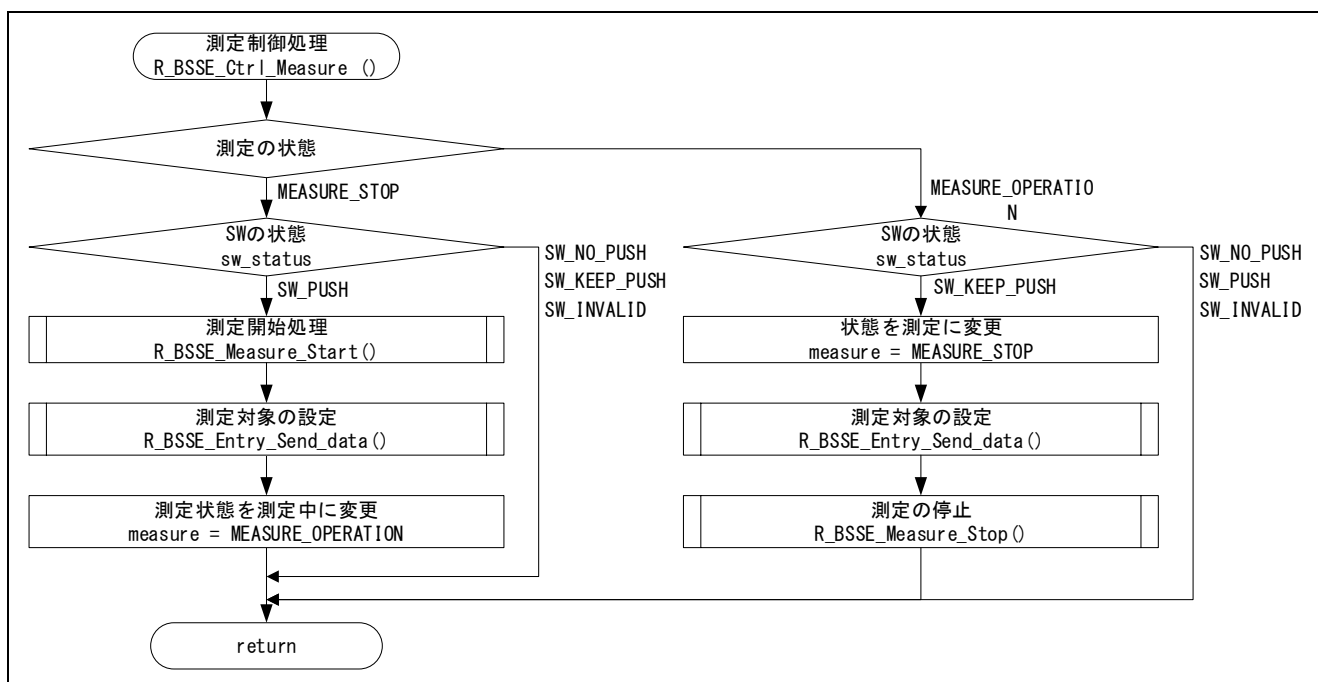 測定制御処理
R_BSSE_Ctrl_Measure ()
測定の状態
MEASURE_STOP
SWの状態
sw_status
SW_NO_PUSH
SW_KEEP_PUSH
SW_INVALID
SW_PUSH
測定開始処理
R_BSSE_Measure_Start()
測定対象の設定
R_BSSE_Entry_Send_data()
測定状態を測定中に変更
measure = MEASURE_OPERATION
MEASURE_OPERATIO
N
SWの状態
sw_status
SW_NO_PUSH
SW_PUSH
SW_INVALID
SW_KEEP_PUSH
状態を測定に変更
measure = MEASURE_STOP
測定対象の設定
R_BSSE_Entry_Send_data()
測定の停止
R_BSSE_Measure_Stop()
return